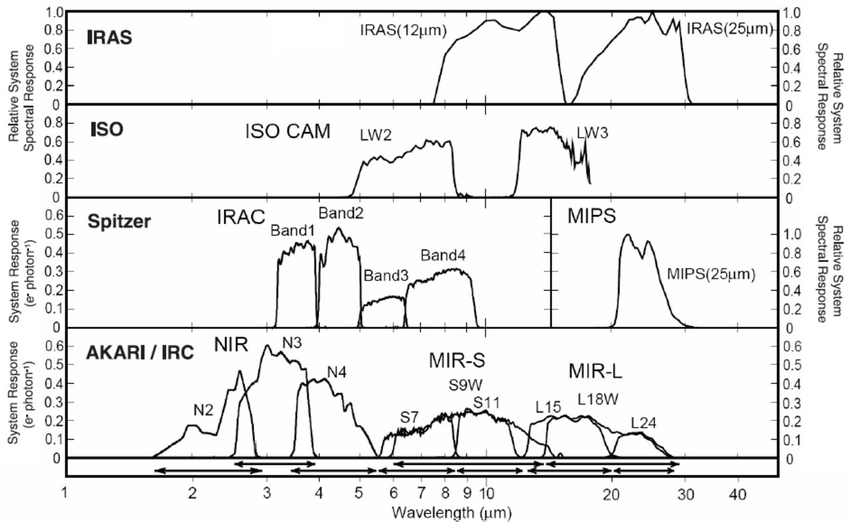 1.0
0.8
0.6
0.4
0.2
0
Relative System
Spectral Response
IRAS
IRAS(12μm)
IRAS(25μm)
1.0
0.8
0.6
0.4
0.2
0
Relative System
Spectral Response
0.8
0.6
0.4
0.2
0
ISO
ISO CAM
LW2
LW3
0.8
0.6
0.4
0.2
0
0.6
0.5
0.4
0.3
0.2
0.1
0
System Response
(e- photon-1)
Spitzer
IRAC
Band1
Band2
Band3
Band4
MIPS
MIPS(25μm)
1.0
0.8
0.6
0.4
0.2
0
Relative System
Spectral Response
0.6
0.5
0.4
0.3
0.2
0.1
0
System Response
(e- photon-1)
AKARI / IRC
NIR
N2
N3
N4
MIR-S
S7
S9W
S11
MIR-L
L15
L18W
L24
0.6
0.5
0.4
0.3
0.2
0.1
0
1 2 3 4 5 6 7 8 9 10 20 30 40
Wavelength (μm)